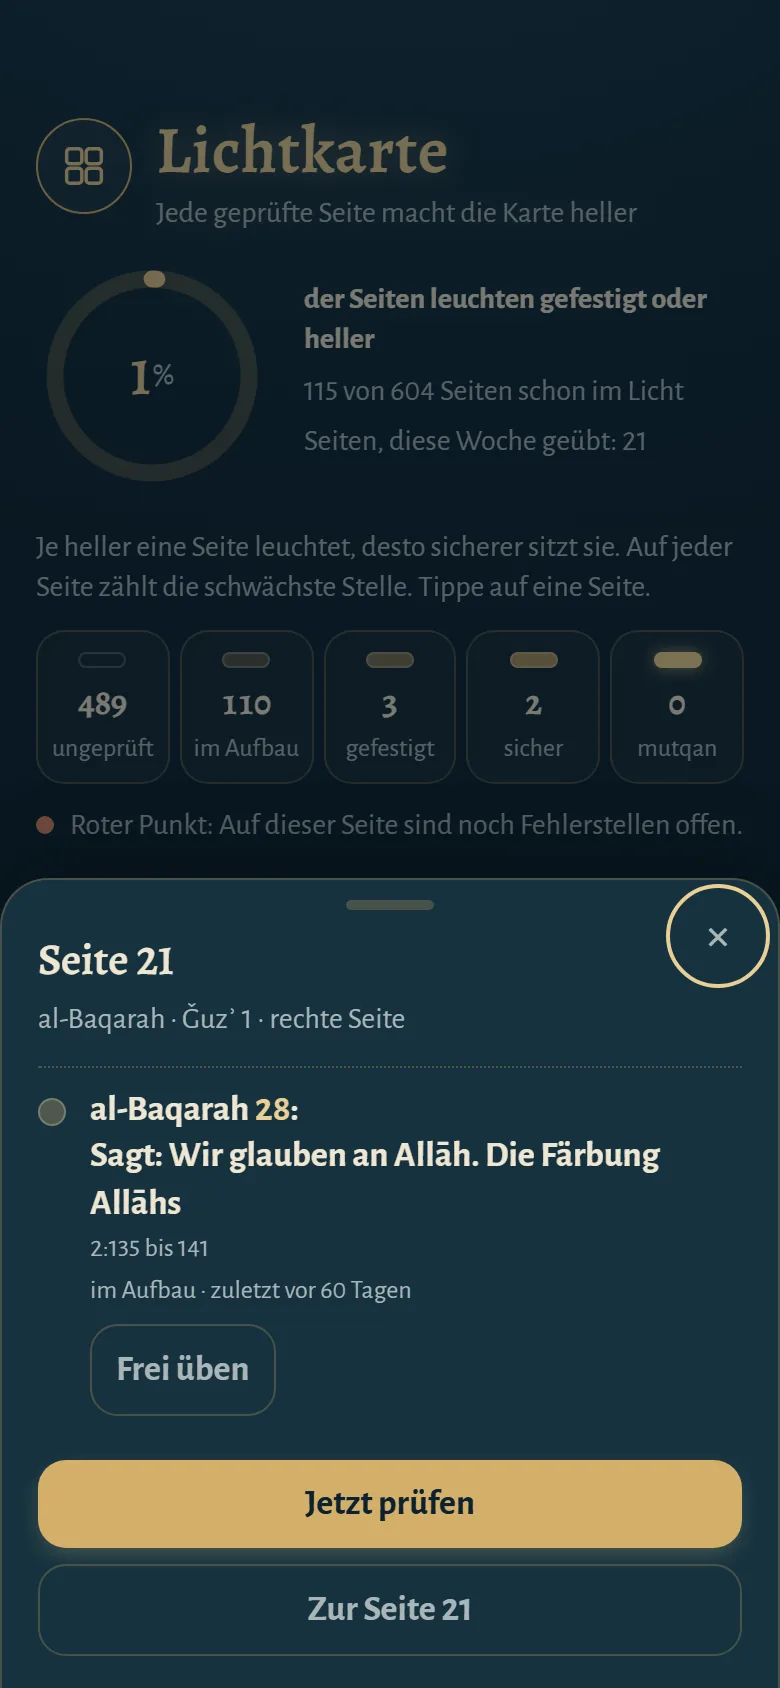 Lichtkarte
Jede geprüfte Seite macht die Karte heller
1%
der Seiten leuchten gefestigt oder
heller
115 von 604 Seiten schon im Licht
Seiten, diese Woche geübt: 21
Je heller eine Seite leuchtet, desto sicherer sitzt sie. Auf jeder
Seite zählt die schwächste Stelle. Tippe auf eine Seite.
489 110 3 2 0
ungeprüft im Aufbau gefestigt sicher mutqan
Roter Punkt: Auf dieser Seite sind noch Fehlerstellen offen.
Seite 21
al-Baqarah · Ǧuzʾ 1 · rechte Seite
al-Baqarah 28:
Sagt: Wir glauben an Allāh. Die Färbung
Allāhs
2:135 bis 141
im Aufbau · zuletzt vor 60 Tagen
Frei üben
Jetzt prüfen
Zur Seite 21